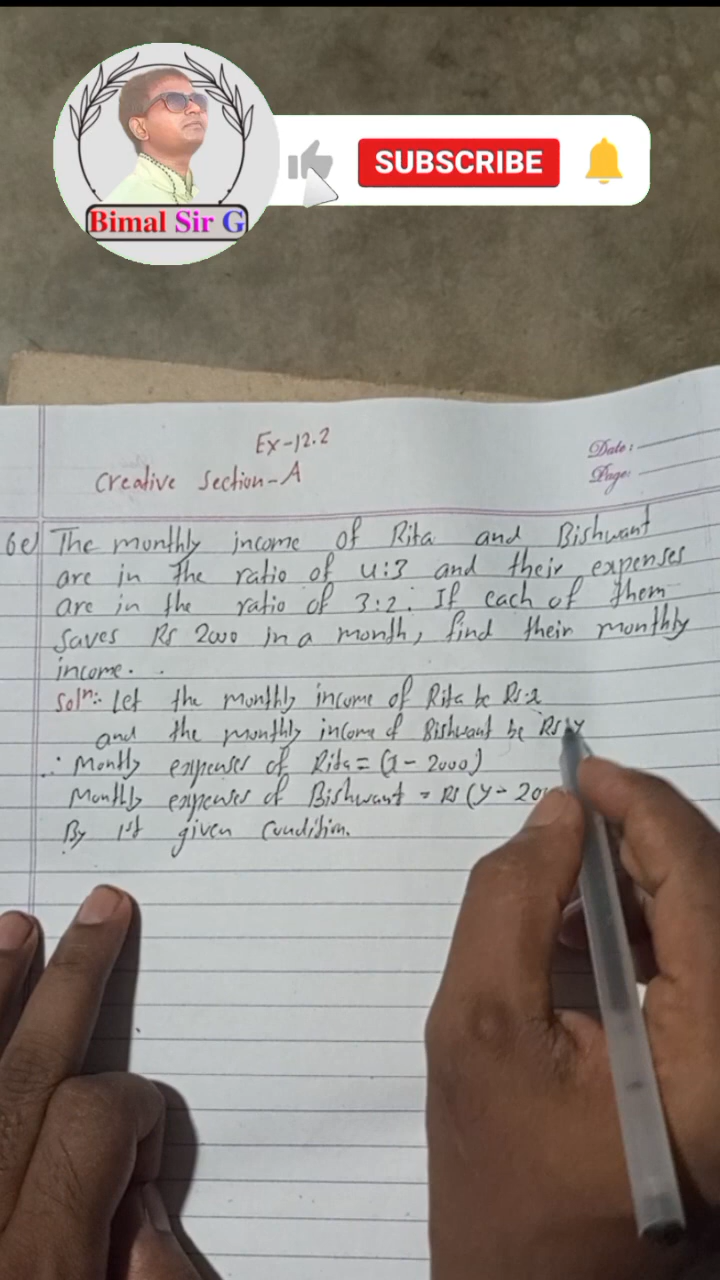 SUBSCRIBE
Bimal Sir G
Ex-12.2
Date:
Page:
Creative Section-A
6e) The monthly income of Rita and Bishwant
are in the ratio of 4:3 and their expenses
are in the ratio of 3:2. If each of them
saves Rs 2000 in a month, find their monthly
income.
Solⁿ:- Let the monthly income of Rita be Rs.x
and the monthly income of Bishwant be Rs y
∴ Montly expenses of Rita = (x - 2000)
Monthly expenses of Bishwant = Rs (y - 20
By 1st given Condition.